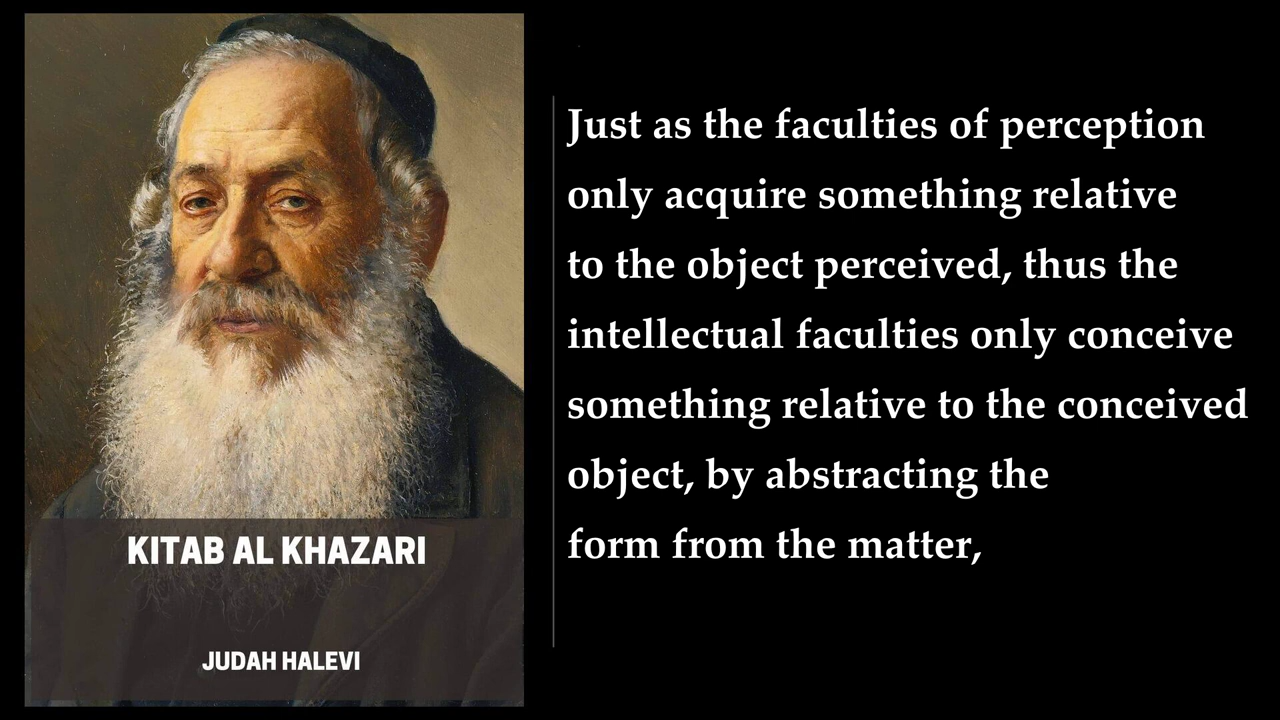 KITAB AL KHAZARI
JUDAH HALEVI
Just as the faculties of perception
only acquire something relative
to the object perceived, thus the
intellectual faculties only conceive
something relative to the conceived
object, by abstracting the
form from the matter,